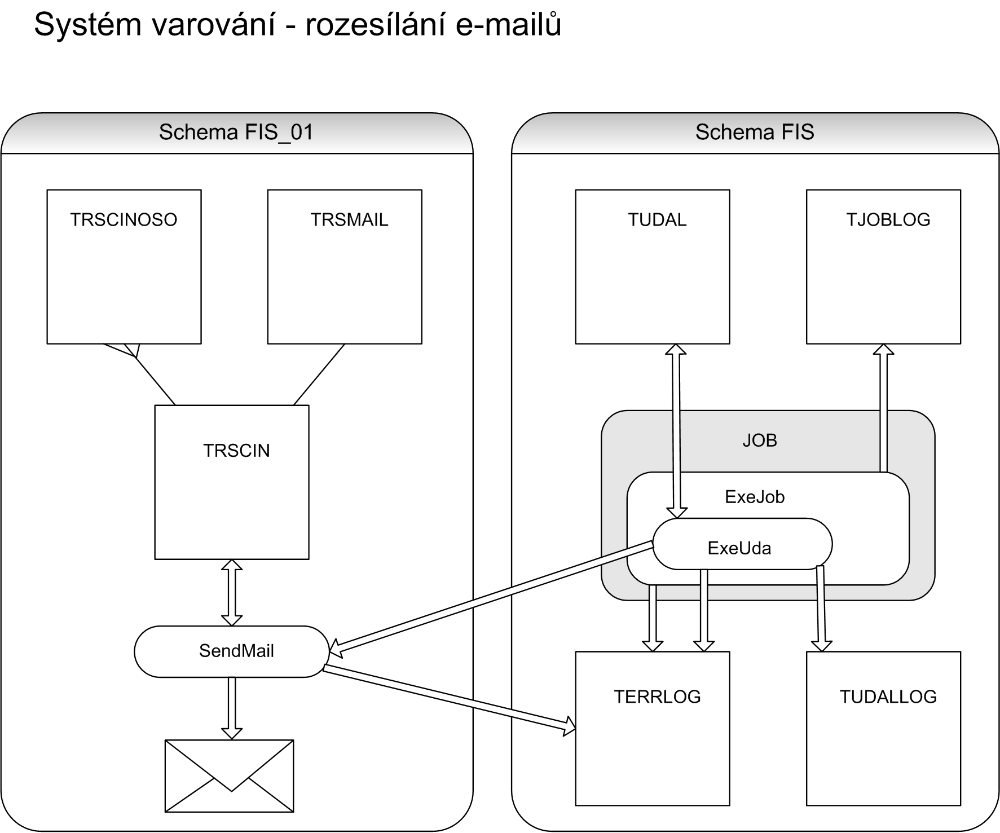 Systém varování - rozesílání e-mailů
Schema FIS_01
Schema FIS
TRSCINOSO
TRSMAIL
TUDAL
TJOBLOG
TRSCIN
JOB
ExeJob
ExeUda
SendMail
TERRLOG
TUDALLOG